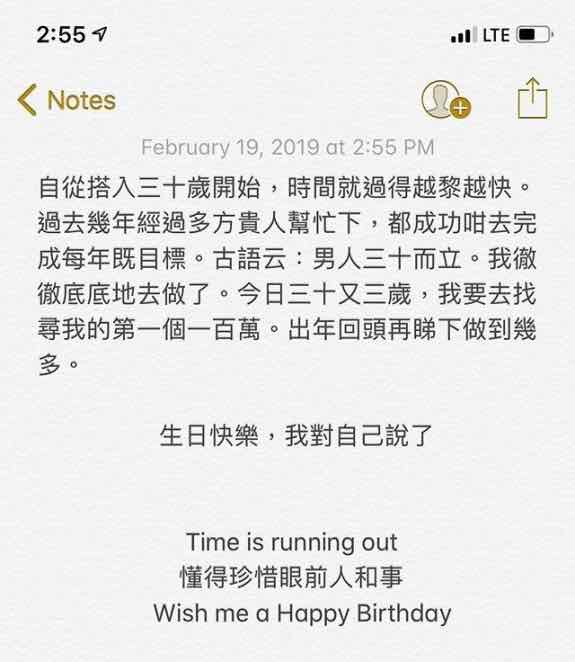 2:55
LTE
Notes
February 19, 2019 at 2:55 PM
自從搭入三十歲開始，時間就過得越黎越快。
過去幾年經過多方貴人幫忙下，都成功咁去完
成每年既目標。古語云：男人三十而立。我徹
徹底底地去做了。今日三十又三歲，我要去找
尋我的第一個一百萬。出年回頭再睇下做到幾
多。
生日快樂，我對自己說了
Time is running out
懂得珍惜眼前人和事
Wish me a Happy Birthday